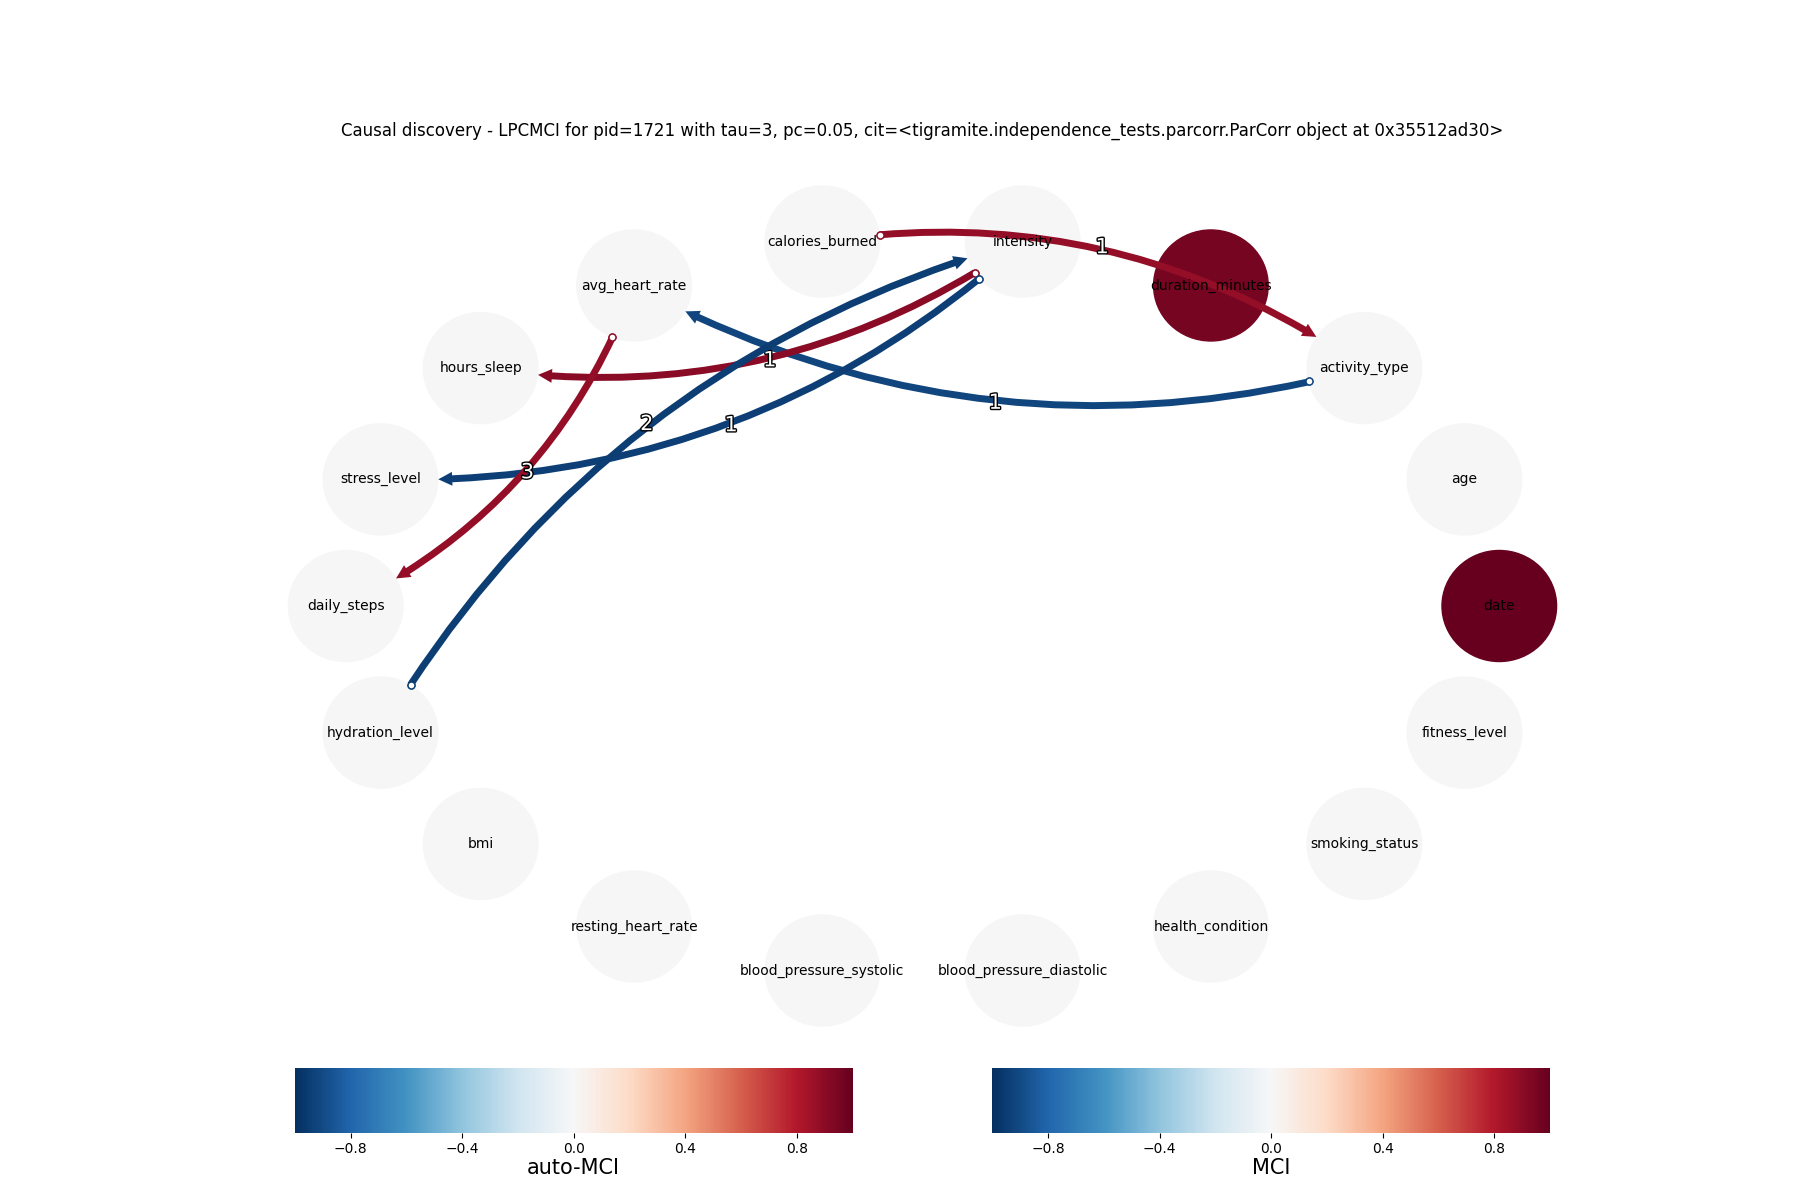 Causal discovery - LPCMCI for pid=1721 with tau=3, pc=0.05, cit=<tigramite.independence_tests.parcorr.ParCorr object at 0x35512ad30>
calories_burned
intensity
1
avg_heart_rate
duration_minutes
hours_sleep
1
activity_type
1
2
1
stress_level
3
age
daily_steps
date
hydration_level
fitness_level
bmi
smoking_status
resting_heart_rate
health_condition
blood_pressure_systolic
blood_pressure_diastolic
−0.8 −0.4 0.0 0.4 0.8
auto-MCI
−0.8 −0.4 0.0 0.4 0.8
MCI